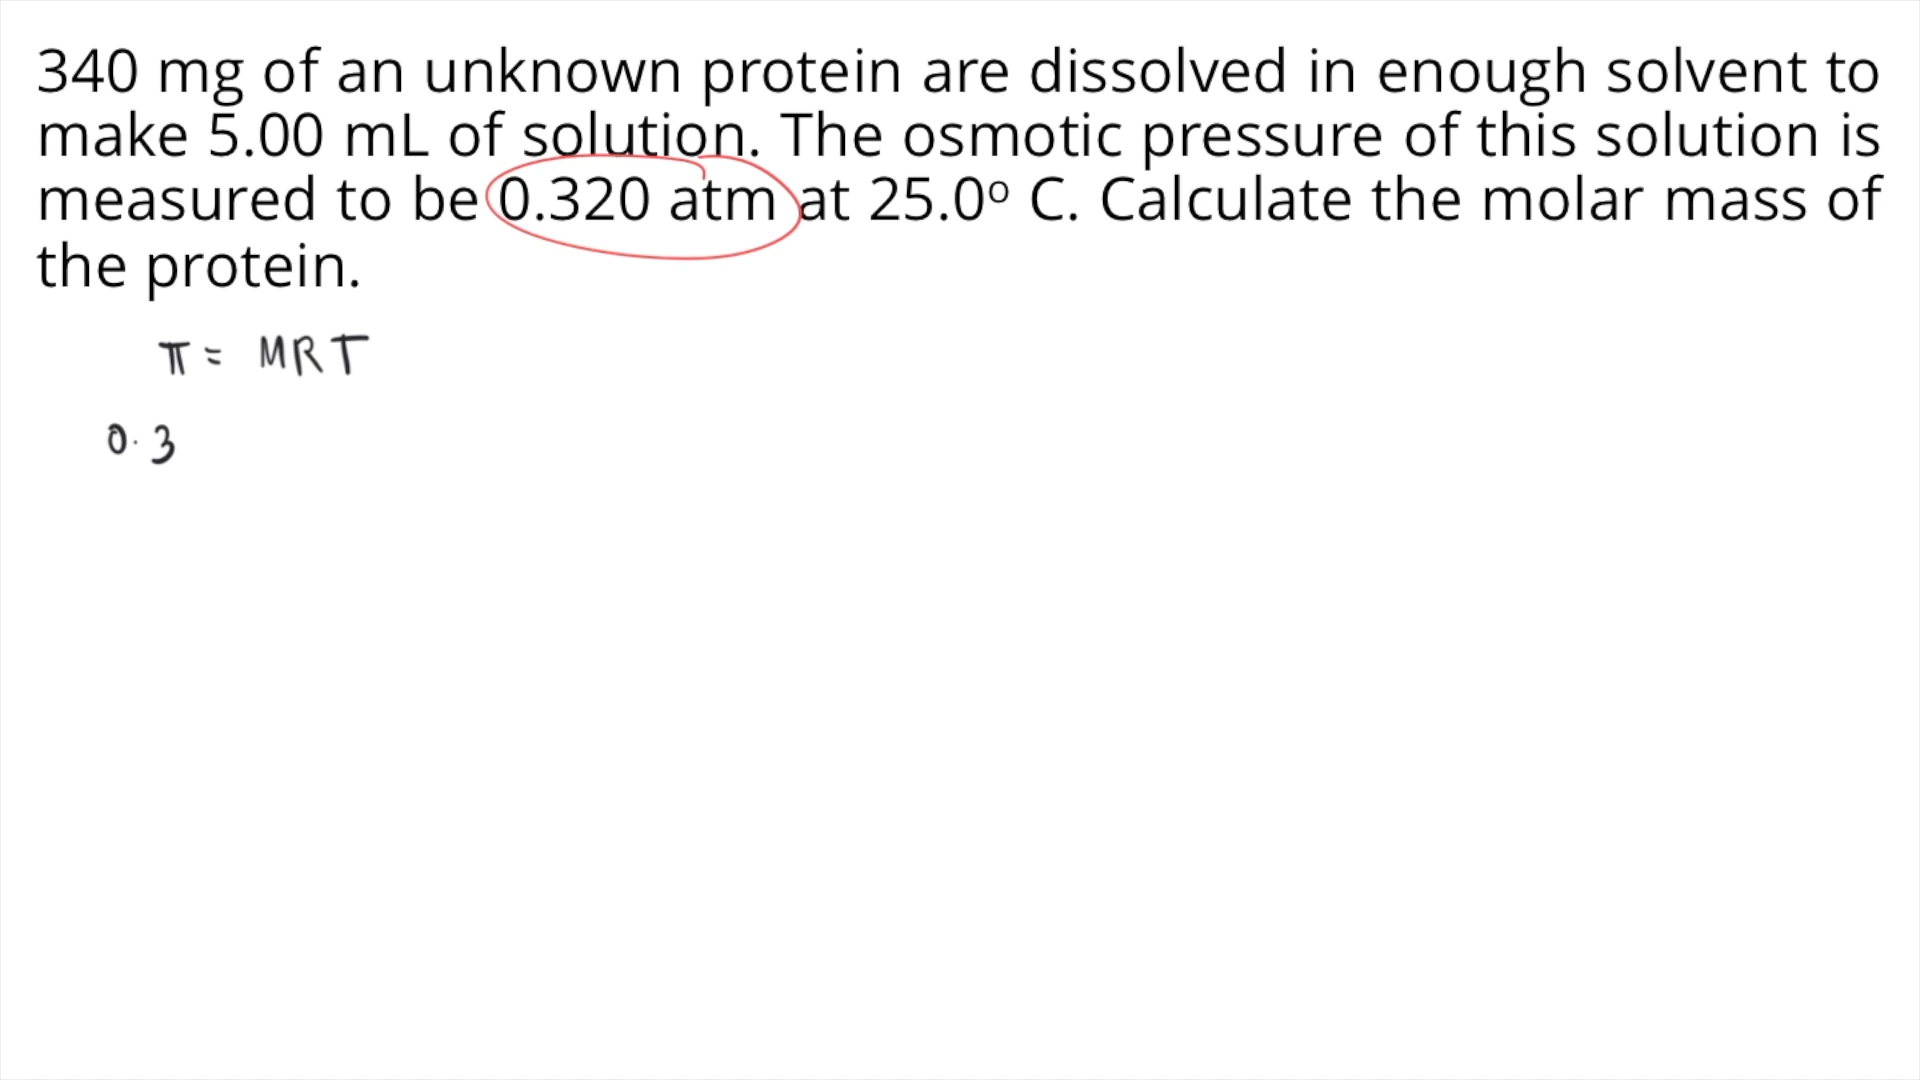 340 mg of an unknown protein are dissolved in enough solvent to
make 5.00 mL of solution. The osmotic pressure of this solution is
measured to be 0.320 atm at 25.0º C. Calculate the molar mass of
the protein.
π = MRT
0.3